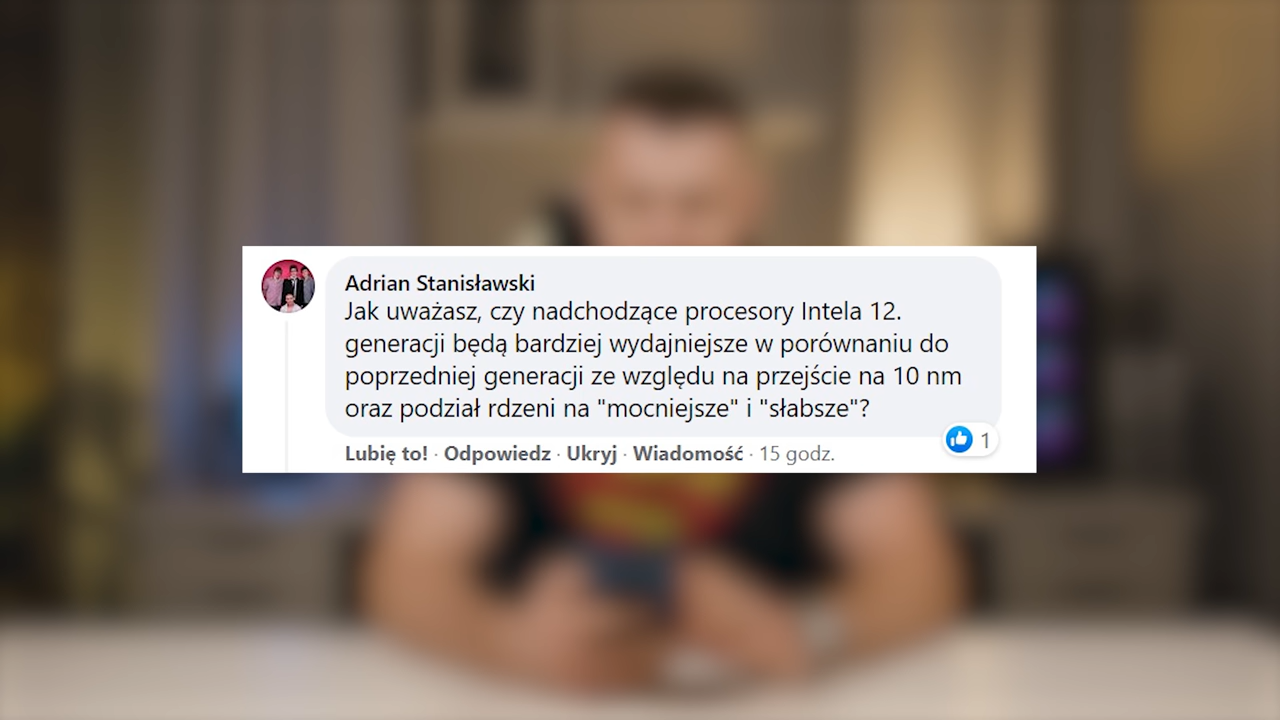 Adrian Stanisławski
Jak uważasz, czy nadchodzące procesory Intela 12.
generacji będą bardziej wydajniejsze w porównaniu do
poprzedniej generacji ze względu na przejście na 10 nm
oraz podział rdzeni na "mocniejsze" i "słabsze"?
1
Lubię to! · Odpowiedz · Ukryj · Wiadomość · 15 godz.